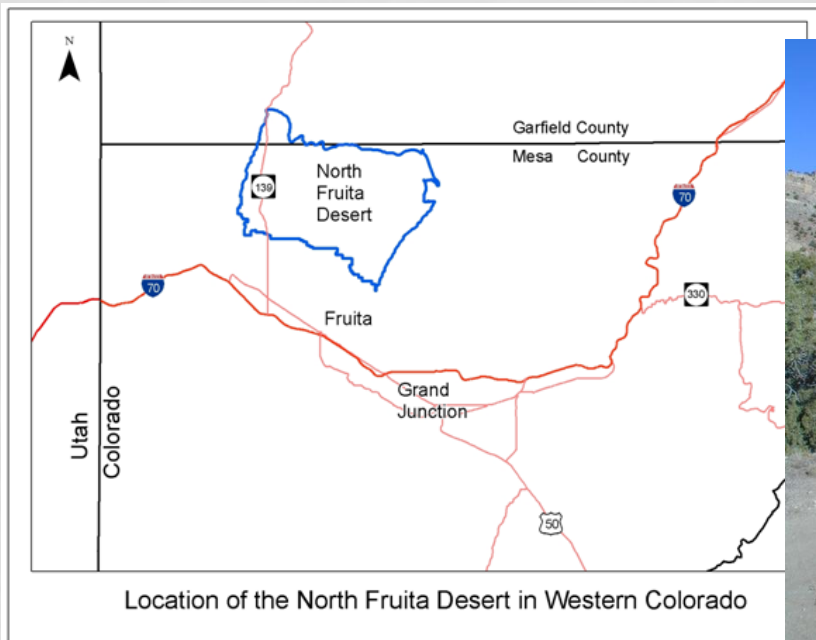 N
Garfield County
Mesa County
North
Fruita
Desert
139
70
70
330
Fruita
Grand
Junction
Utah
Colorado
50
Location of the North Fruita Desert in Western Colorado